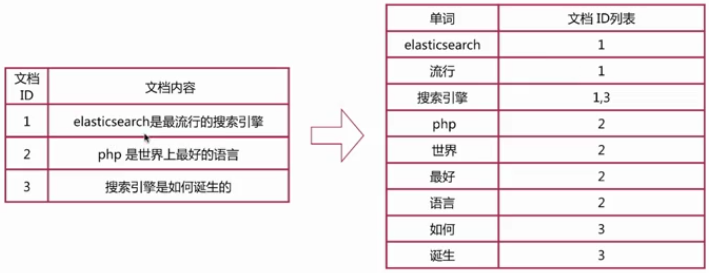 文档
ID
文档内容
1
elasticsearch是最流行的搜索引擎
2
php 是世界上最好的语言
3
搜索引擎是如何诞生的
单词
文档 ID列表
elasticsearch
1
流行
1
搜索引擎
1,3
php
2
世界
2
最好
2
语言
2
如何
3
诞生
3